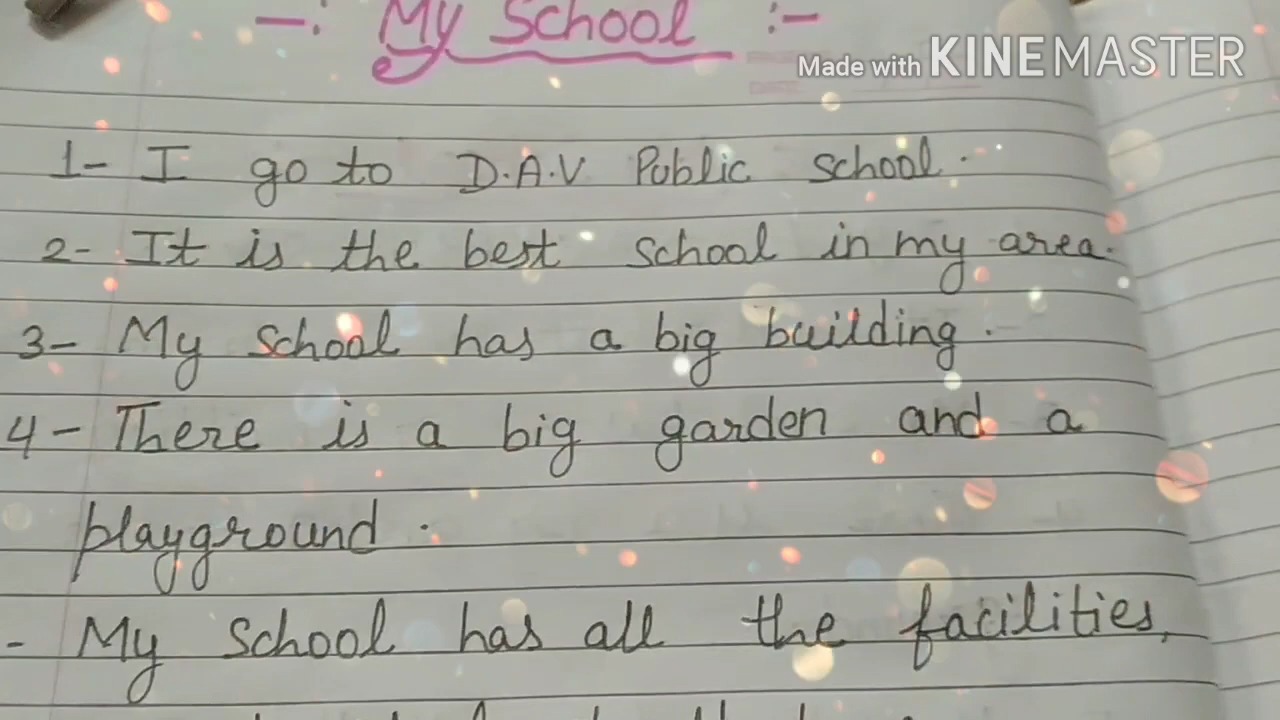 -: My School :-
Made with KINEMASTER
1- I go to D.A.V Public school.
2- It is the best school in my area.
3- My school has a big building.
4- There is a big garden and a
playground.
- My school has all the facilities,